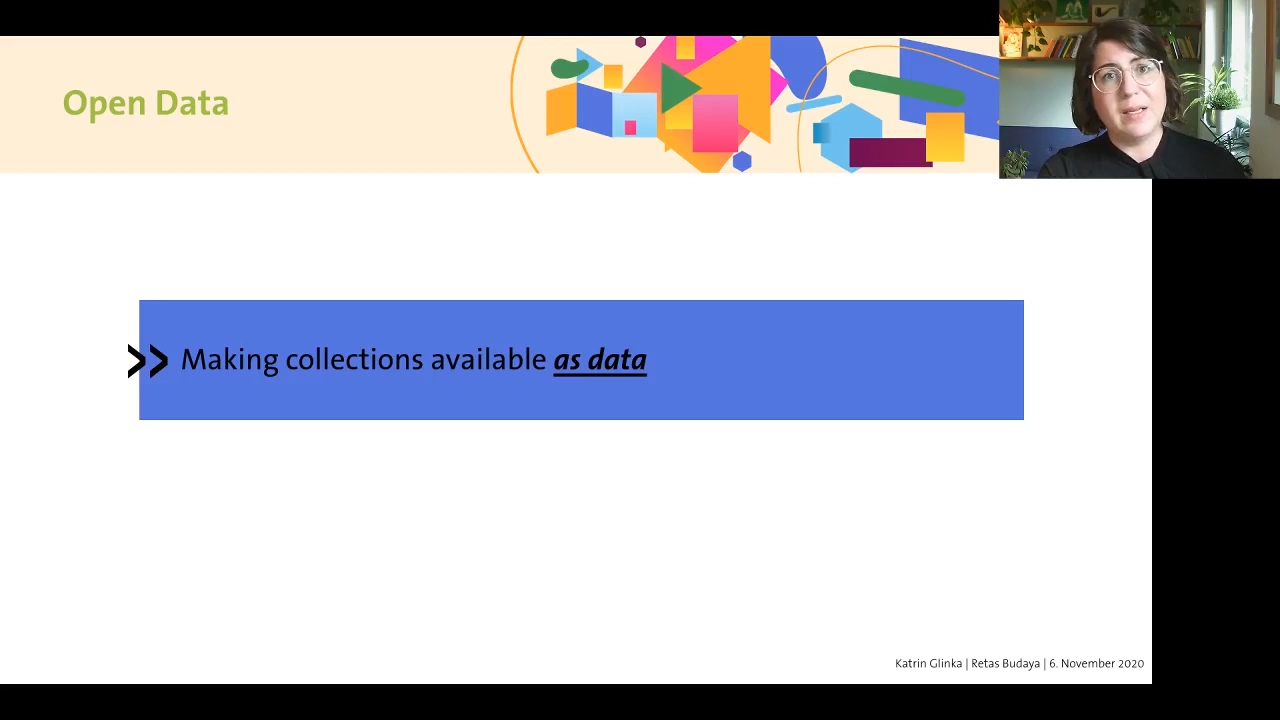 Open Data
>> Making collections available as data
Katrin Glinka | Retas Budaya | 6. November 2020